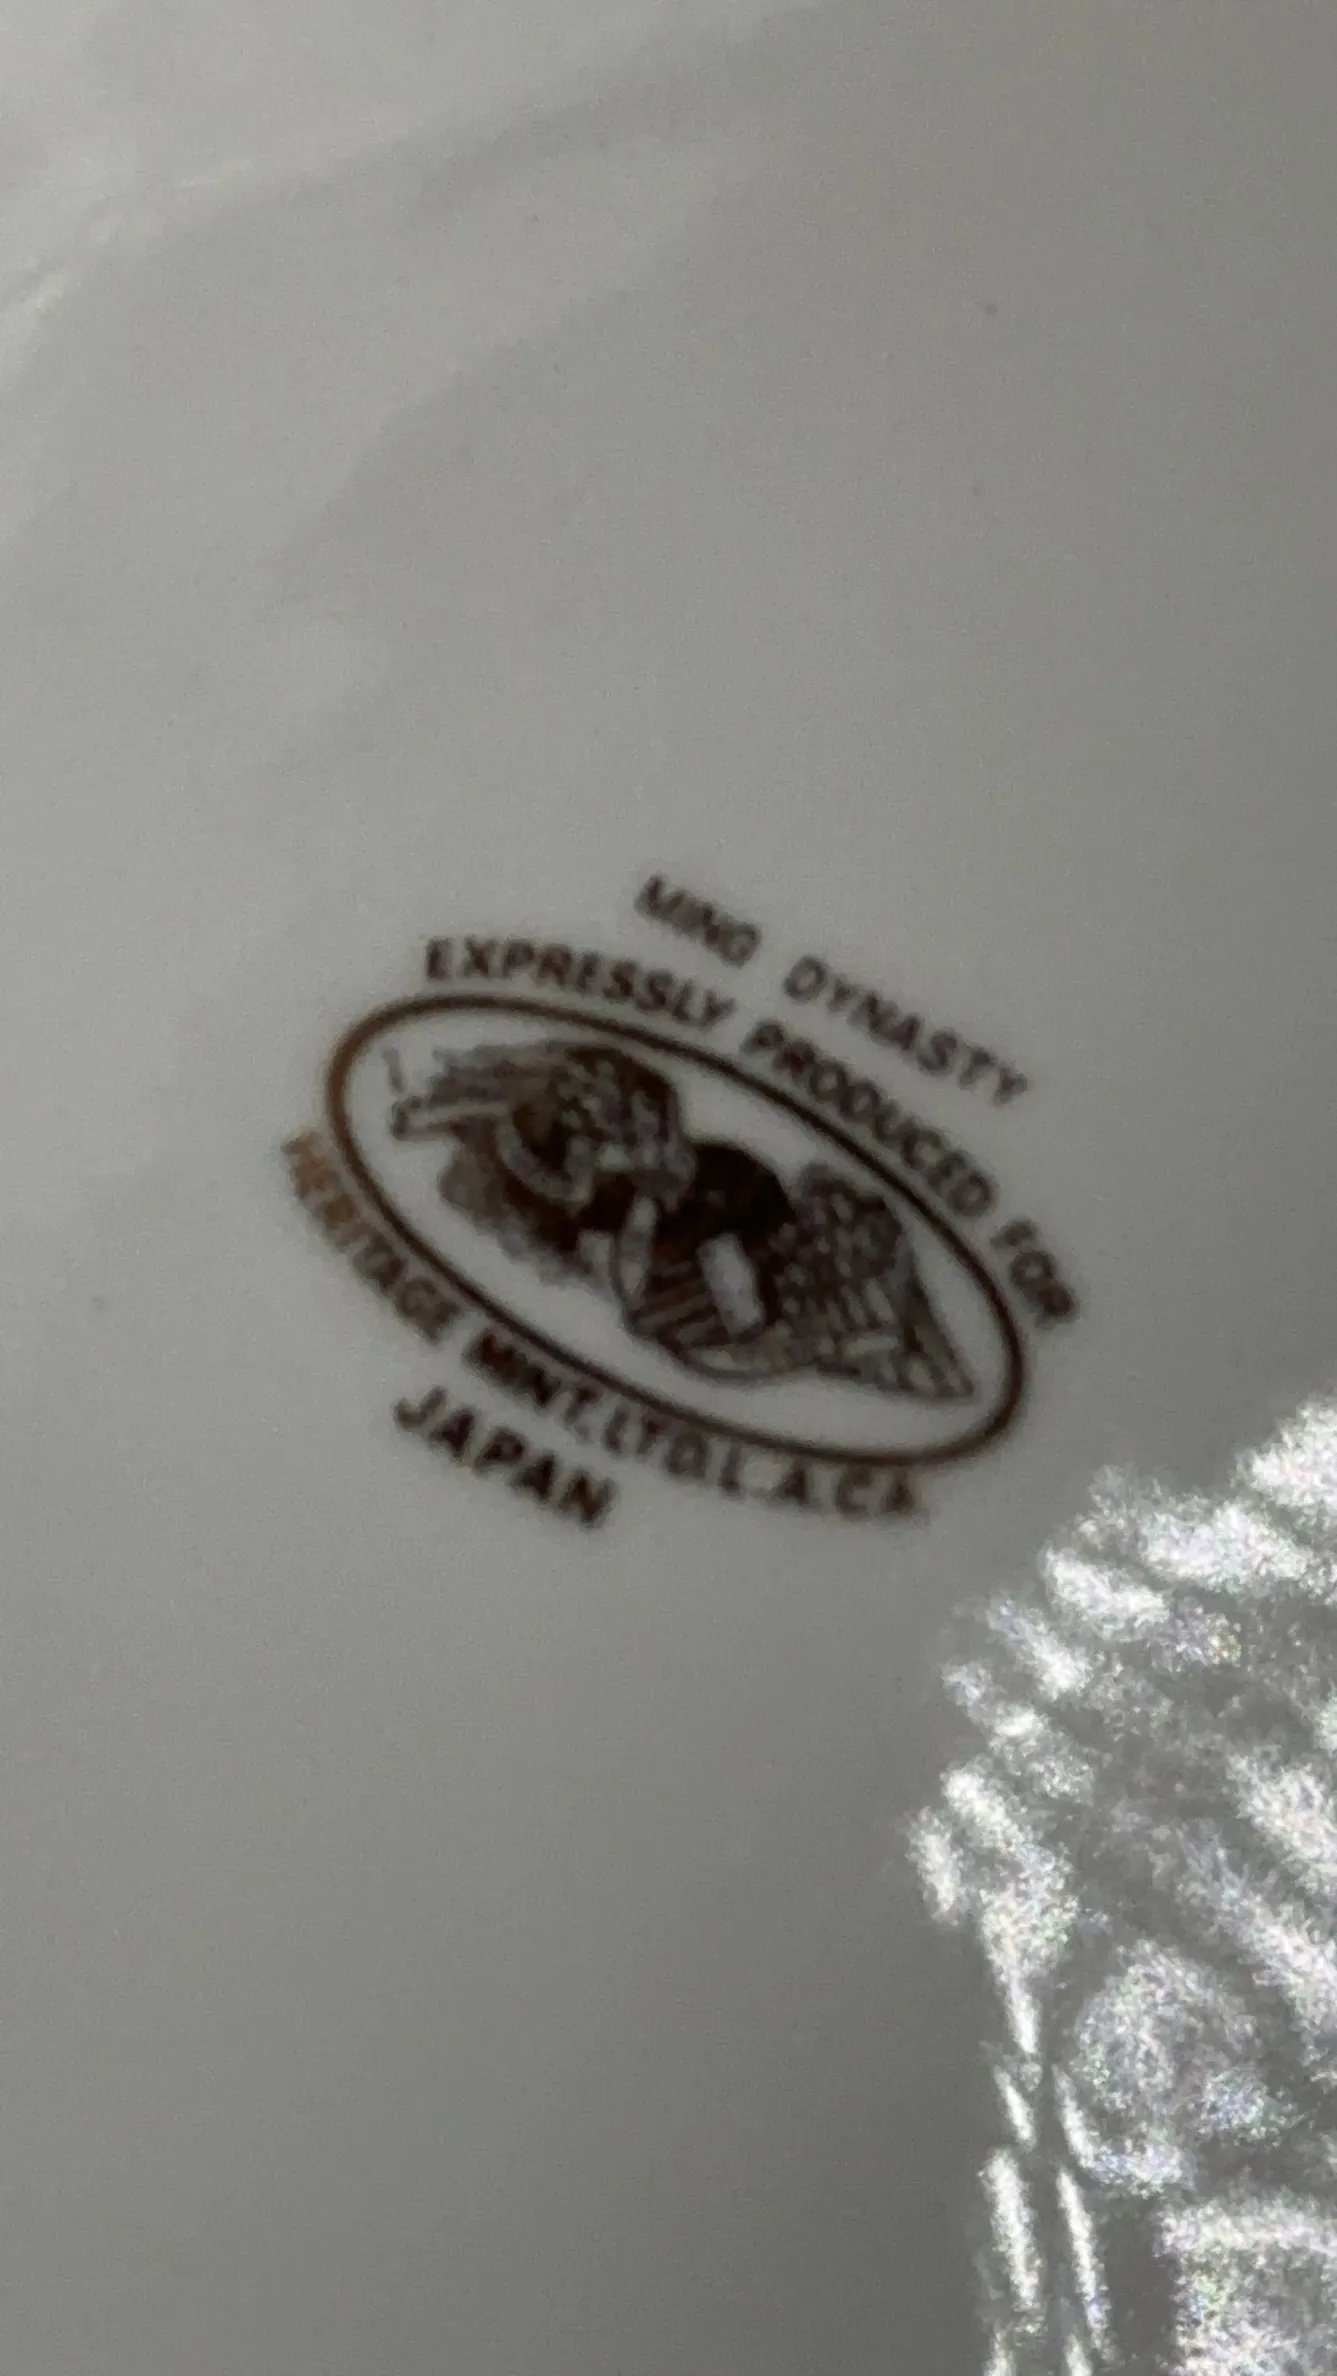 MING DYNASTY
EXPRESSLY PRODUCED FOR
HERITAGE MINT, LTD. L.A. CA.
JAPAN